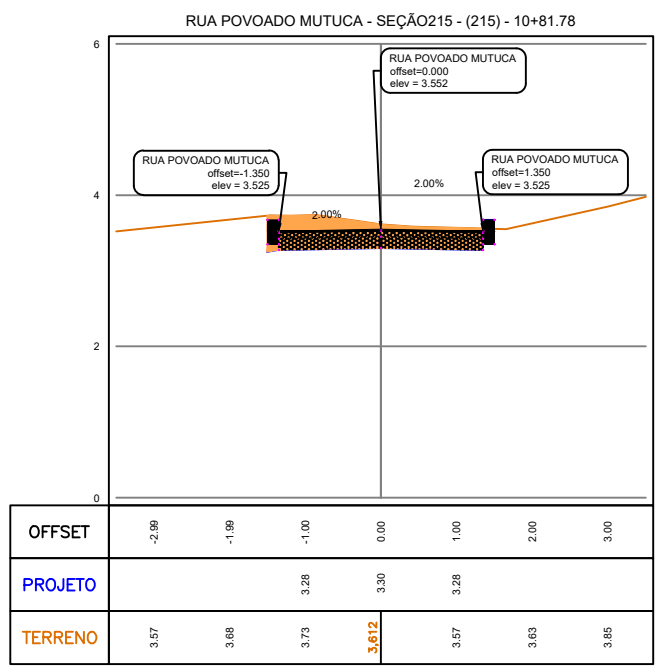 RUA POVOADO MUTUCA - SEÇÃO215 - (215) - 10+81.78
6
RUA POVOADO MUTUCA
offset=0.000
elev = 3.552
RUA POVOADO MUTUCA
offset=-1.350
elev = 3.525
RUA POVOADO MUTUCA
offset=1.350
elev = 3.525
2.00%
4
2.00%
2
0
OFFSET -2.99 -1.99 -1.00 0.00 1.00 2.00 3.00
PROJETO 3.28 3.30 3.28
TERRENO 3.57 3.68 3.73 3,612 3.57 3.63 3.85